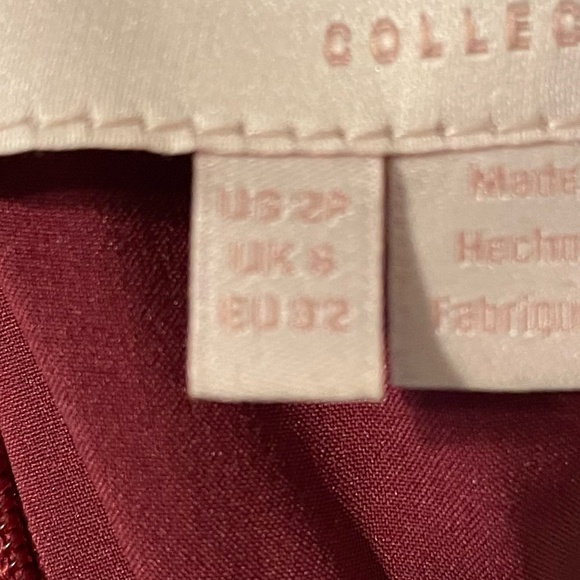 COLLEC
US 2P
UK 6
EU 32
Made
Hecho
Fabriqu